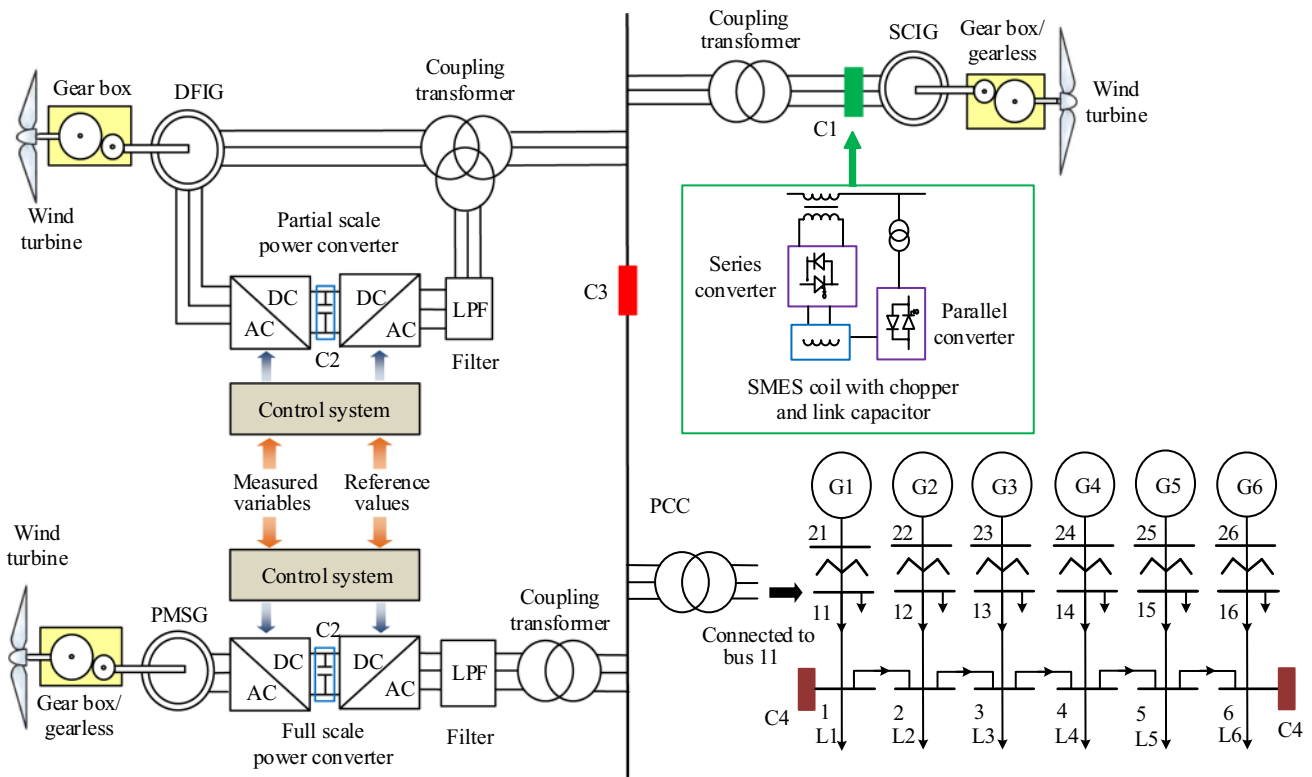 Gear box
DFIG
Coupling
transformer
Wind
turbine
Partial scale
power converter
DC
AC
C2
DC
AC
LPF
Filter
Control system
Measured
variables
Reference
values
Control system
Wind
turbine
PMSG
Gear box/
gearless
DC
AC
C2
DC
AC
Full scale
power converter
LPF
Filter
Coupling
transformer
C3
Coupling
transformer
C1
SCIG
Gear box/
gearless
Wind
turbine
Series
converter
Parallel
converter
SMES coil with chopper
and link capacitor
PCC
Connected to
bus 11
G1 G2 G3 G4 G5 G6
21 22 23 24 25 26
11 12 13 14 15 16
C4
1 2 3 4 5 6
C4
L1 L2 L3 L4 L5 L6